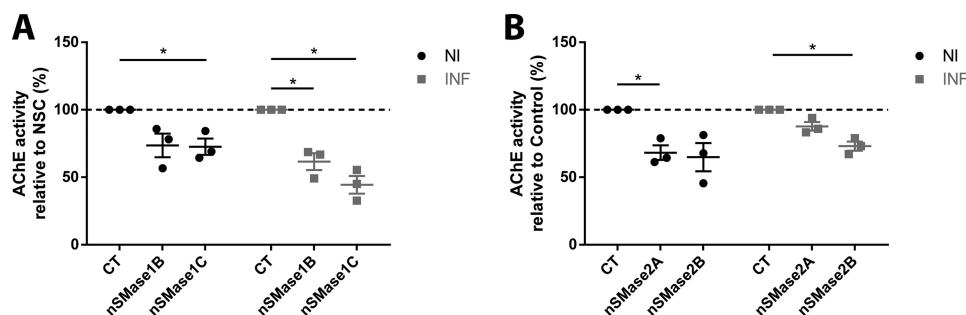 A
AChE activity
relative to NSC (%)
150
100
50
0
*
*
*
NI
INF
CT
nSMase1B
nSMase1C
CT
nSMase1B
nSMase1C
B
AChE activity
relative to Control (%)
150
100
50
0
*
*
NI
INF
CT
nSMase2A
nSMase2B
CT
nSMase2A
nSMase2B